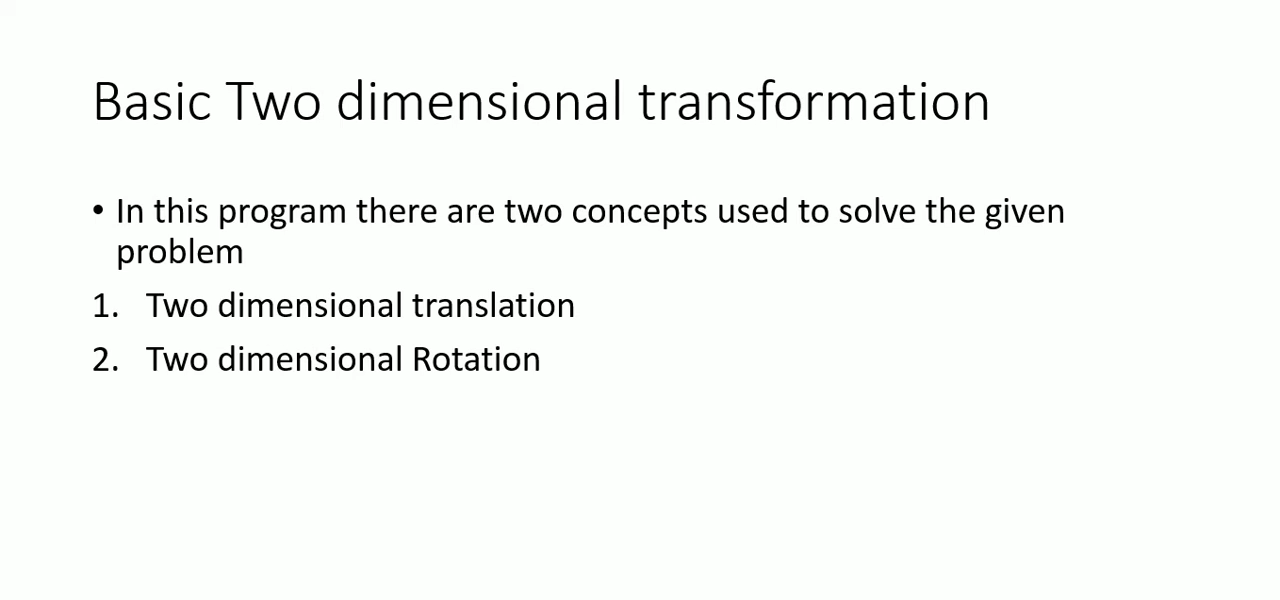 Basic Two dimensional transformation
• In this program there are two concepts used to solve the given
problem
1. Two dimensional translation
2. Two dimensional Rotation